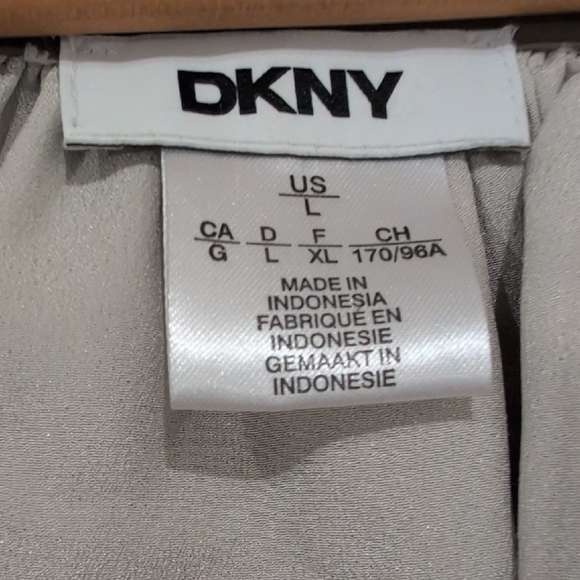 DKNY
US
L
CA D F CH
G L XL 170/96A
MADE IN
INDONESIA
FABRIQUÉ EN
INDONESIE
GEMAAKT IN
INDONESIE